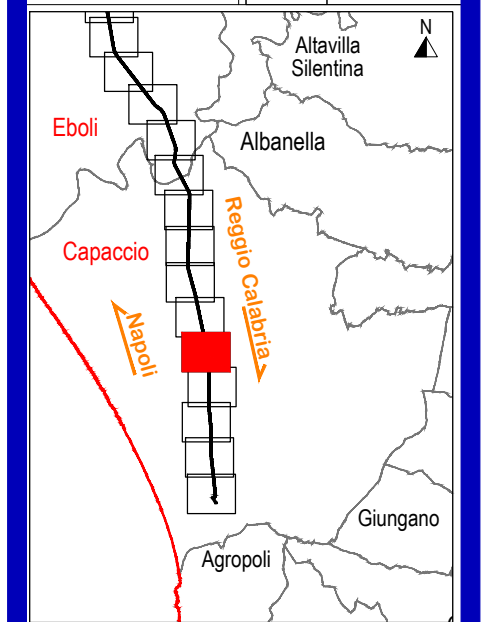 N
Altavilla
Silentina
Eboli
Albanella
Reggio Calabria
Capaccio
Napoli
Giungano
Agropoli